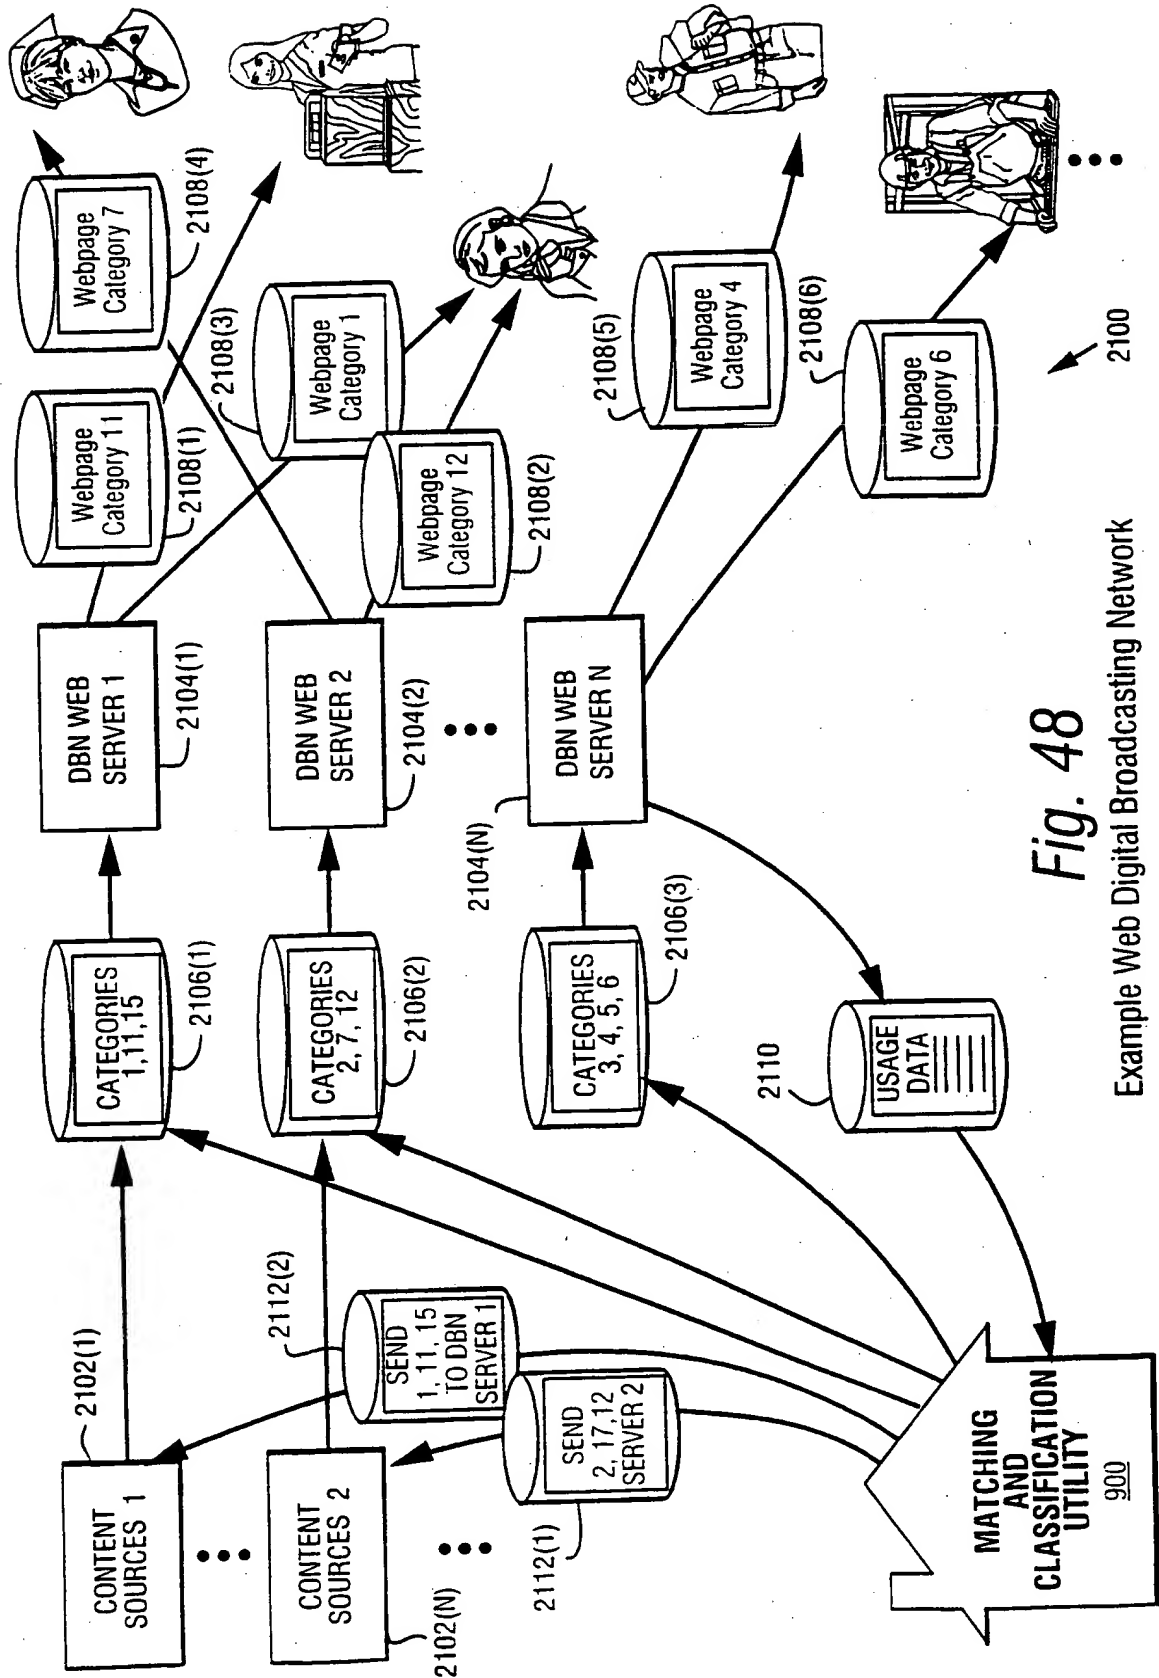 CONTENT
SOURCES 1
2102(1)
CATEGORIES
1,11,15
2106(1)
DBN WEB
SERVER 1
2104(1)
Webpage
Category 11
2108(1)
Webpage
Category 7
2108(4)
CONTENT
SOURCES 2
2102(N)
SEND
1, 11, 15
TO DBN
SERVER 1
2112(2)
SEND
2, 17,12
SERVER 2
2112(1)
CATEGORIES
2, 7, 12
2106(2)
DBN WEB
SERVER 2
2104(2)
Webpage
Category 1
2108(3)
Webpage
Category 12
2108(2)
CATEGORIES
3, 4, 5, 6
2106(3)
DBN WEB
SERVER N
2104(N)
Webpage
Category 4
2108(5)
Webpage
Category 6
2108(6)
USAGE
DATA
2110
MATCHING
AND
CLASSIFICATION
UTILITY
900
2100
Fig. 48
Example Web Digital Broadcasting Network